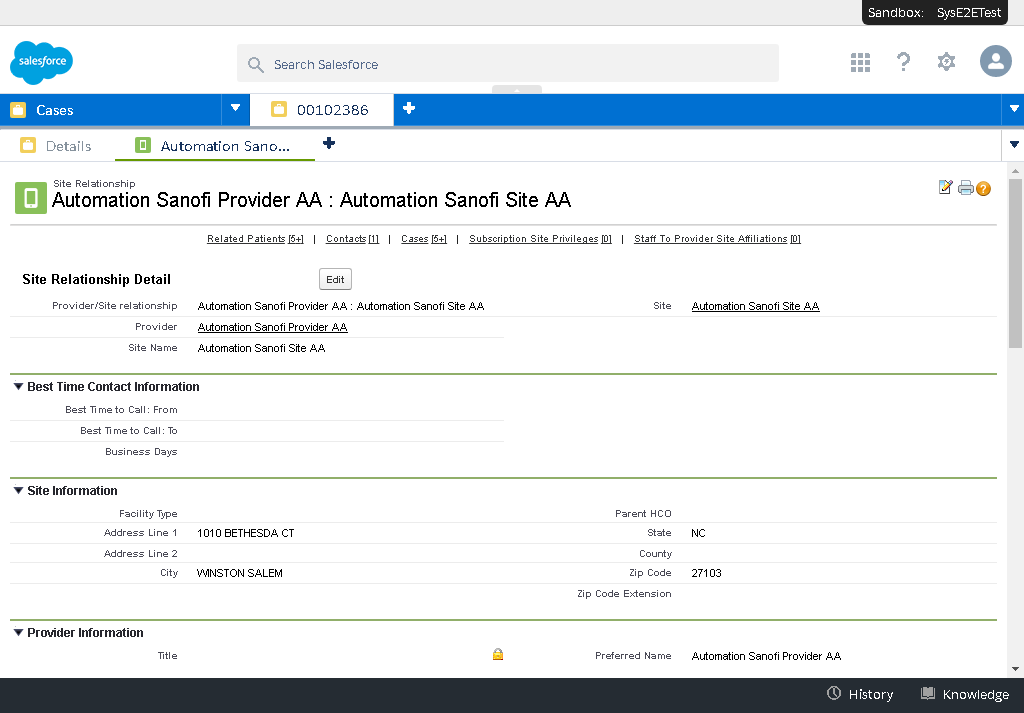 Sandbox: SysE2ETest
salesforce
Search Salesforce
Cases
00102386
Details
Automation Sano...
Site Relationship
Automation Sanofi Provider AA : Automation Sanofi Site AA
Related Patients [5+] | Contacts [1] | Cases [5+] | Subscription Site Privileges [0] | Staff To Provider Site Affiliations [0]
Site Relationship Detail
Edit
Provider/Site relationship Automation Sanofi Provider AA : Automation Sanofi Site AA Site Automation Sanofi Site AA
Provider Automation Sanofi Provider AA
Site Name Automation Sanofi Site AA
Best Time Contact Information
Best Time to Call: From
Best Time to Call: To
Business Days
Site Information
Facility Type Parent HCO
Address Line 1 1010 BETHESDA CT State NC
Address Line 2 County
City WINSTON SALEM Zip Code 27103
Zip Code Extension
Provider Information
Title Preferred Name Automation Sanofi Provider AA
History Knowledge